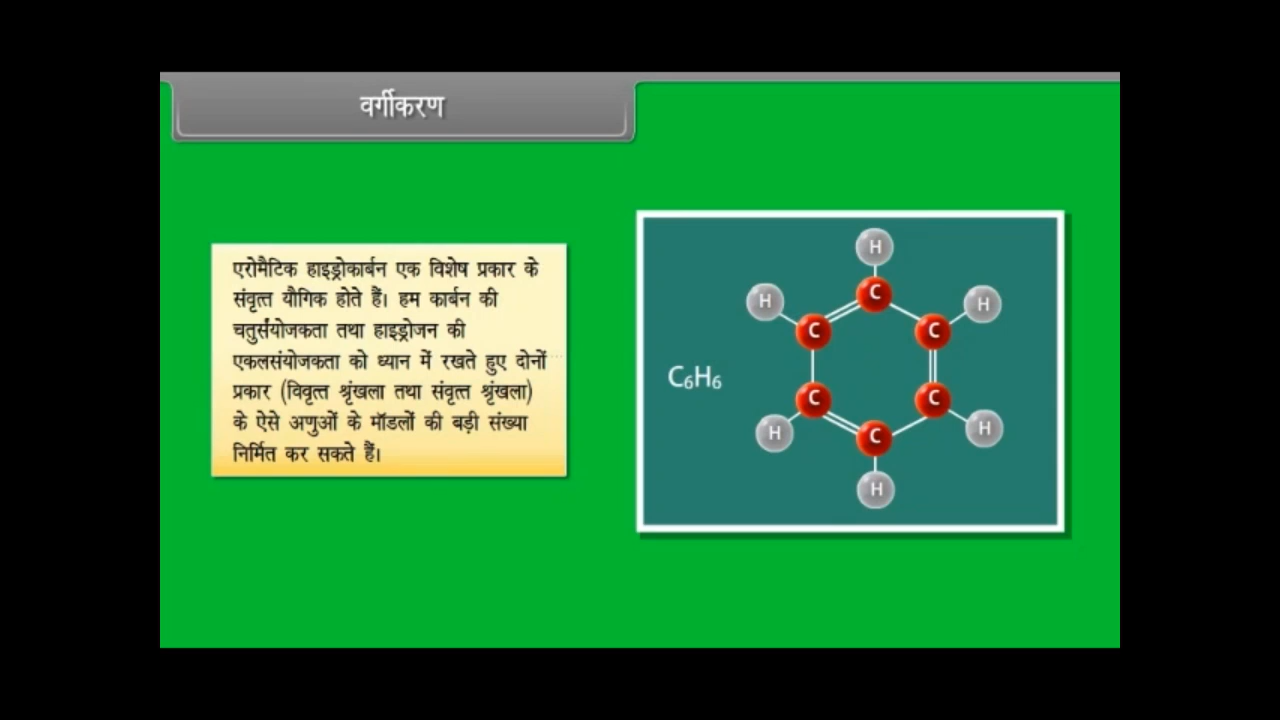 वर्गीकरण
एरोमैटिक हाइड्रोकार्बन एक विशेष प्रकार के
संवृत्त यौगिक होते हैं। हम कार्बन की
चतुर्संयोजकता तथा हाइड्रोजन की
एकलसंयोजकता को ध्यान में रखते हुए दोनों
प्रकार (विवृत्त श्रृंखला तथा संवृत्त श्रृंखला)
के ऐसे अणुओं के मॉडलों की बड़ी संख्या
निर्मित कर सकते हैं।
H
H
H
C
C
C
C₆H₆
C
C
C
H
H
H